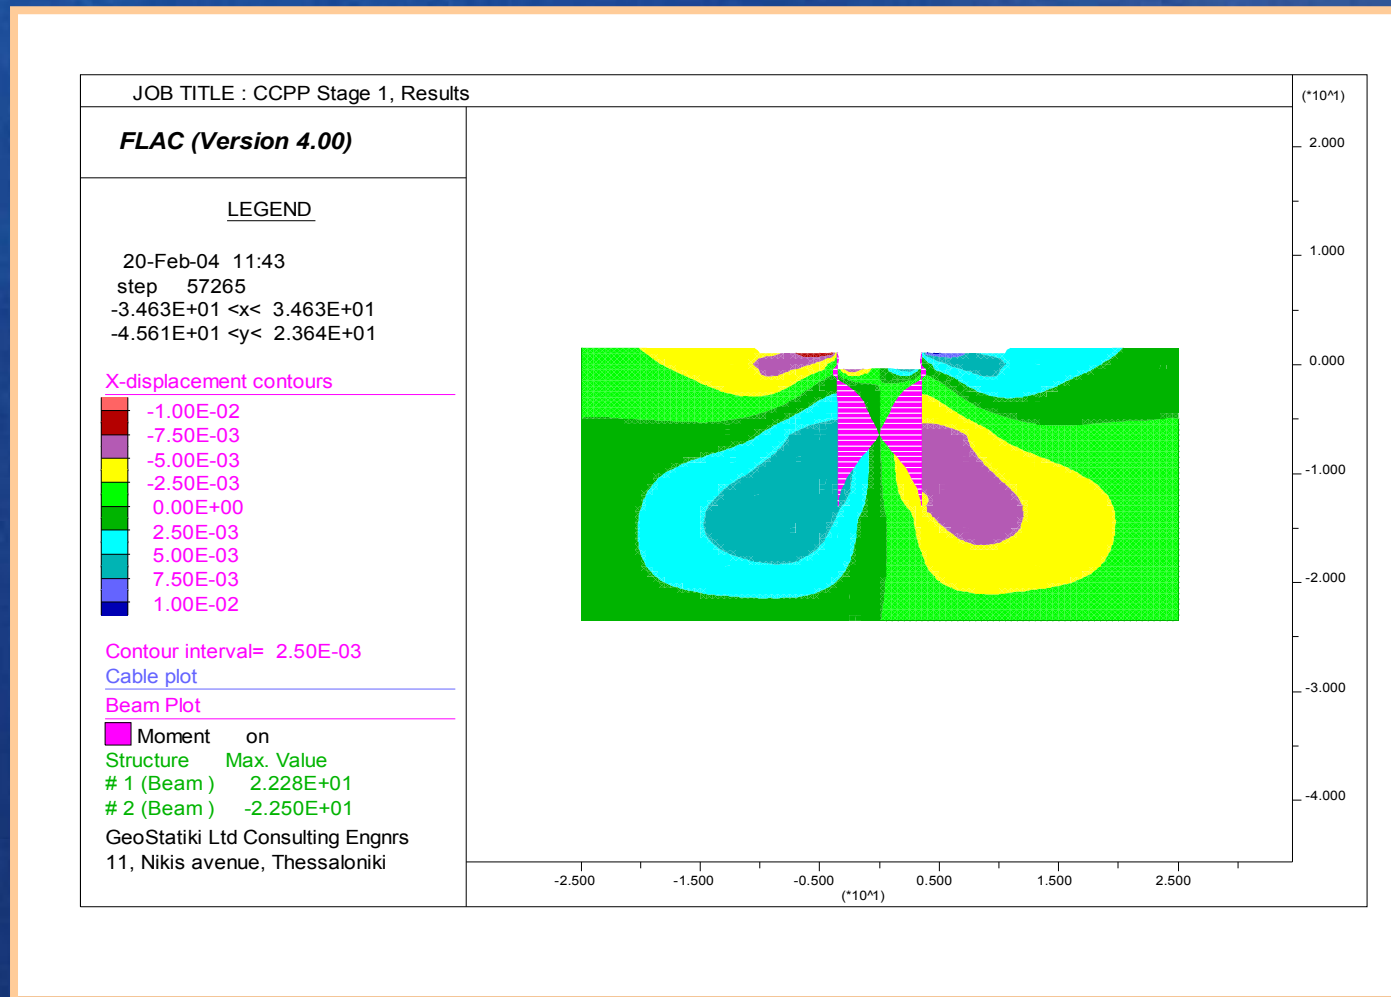 JOB TITLE : CCPP Stage 1, Results
(*10^1)
FLAC (Version 4.00)
LEGEND
20-Feb-04 11:43
step 57265
-3.463E+01 <x< 3.463E+01
-4.561E+01 <y< 2.364E+01
X-displacement contours
-1.00E-02
-7.50E-03
-5.00E-03
-2.50E-03
0.00E+00
2.50E-03
5.00E-03
7.50E-03
1.00E-02
Contour interval= 2.50E-03
Cable plot
Beam Plot
Moment on
Structure Max. Value
# 1 (Beam ) 2.228E+01
# 2 (Beam ) -2.250E+01
GeoStatiki Ltd Consulting Engnrs
11, Nikis avenue, Thessaloniki
2.000
1.000
0.000
-1.000
-2.000
-3.000
-4.000
-2.500 -1.500 -0.500 0.500 1.500 2.500
(*10^1)